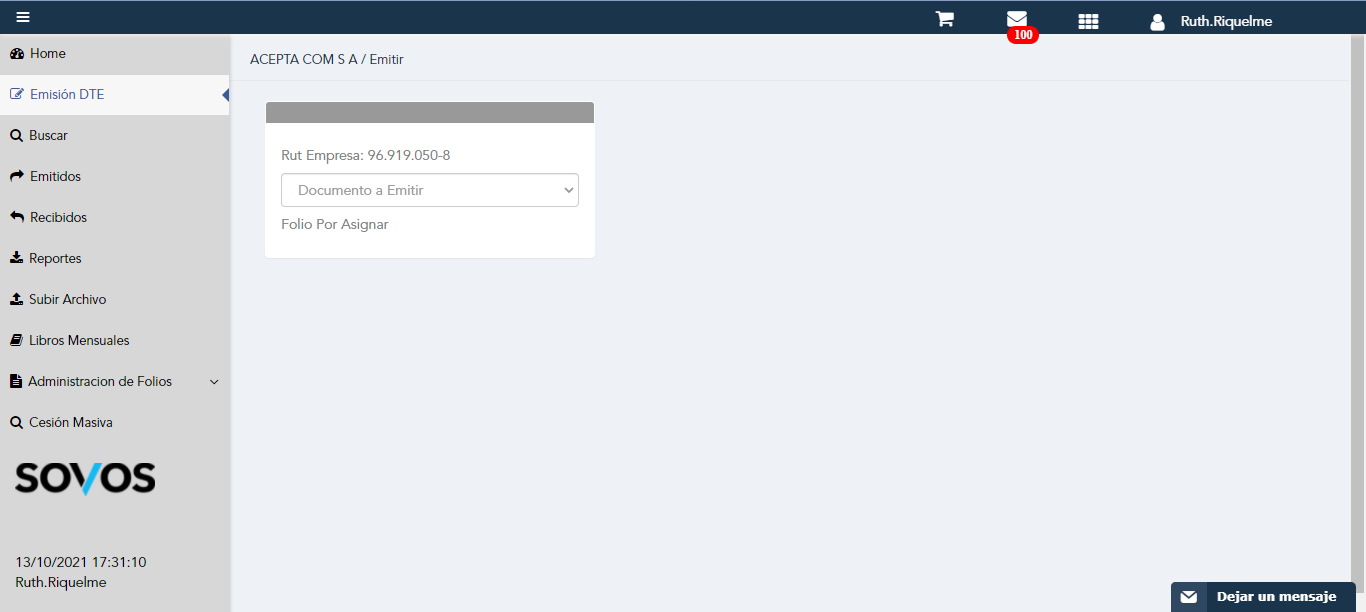 100
Ruth.Riquelme
Home
Emisión DTE
Buscar
Emitidos
Recibidos
Reportes
Subir Archivo
Libros Mensuales
Administracion de Folios
Cesión Masiva
SOVOS
13/10/2021 17:31:10
Ruth.Riquelme
ACEPTA COM S A / Emitir
Rut Empresa: 96.919.050-8
Documento a Emitir
Folio Por Asignar
Dejar un mensaje